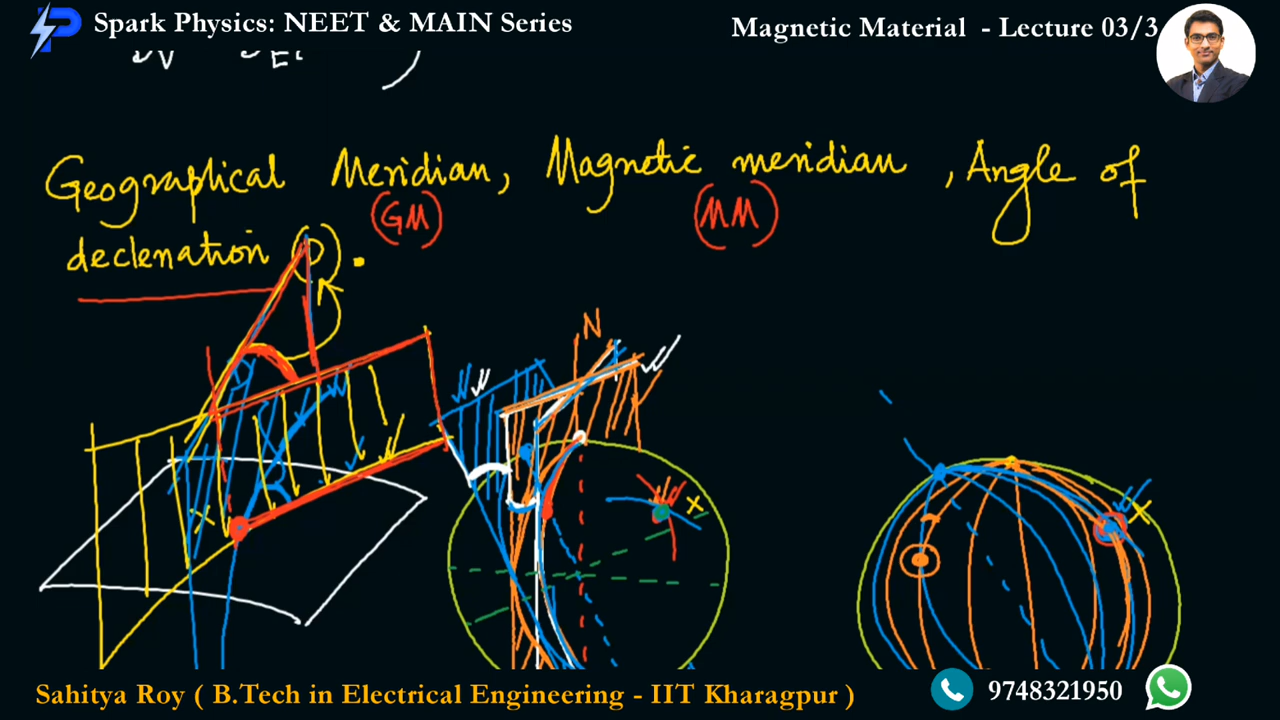 Spark Physics: NEET & MAIN Series
Magnetic Material - Lecture 03/3
Geographical Meridian, Magnetic meridian, Angle of
(GM) (MM)
declenation (D).
N
x x x
Sahitya Roy ( B.Tech in Electrical Engineering - IIT Kharagpur )
9748321950